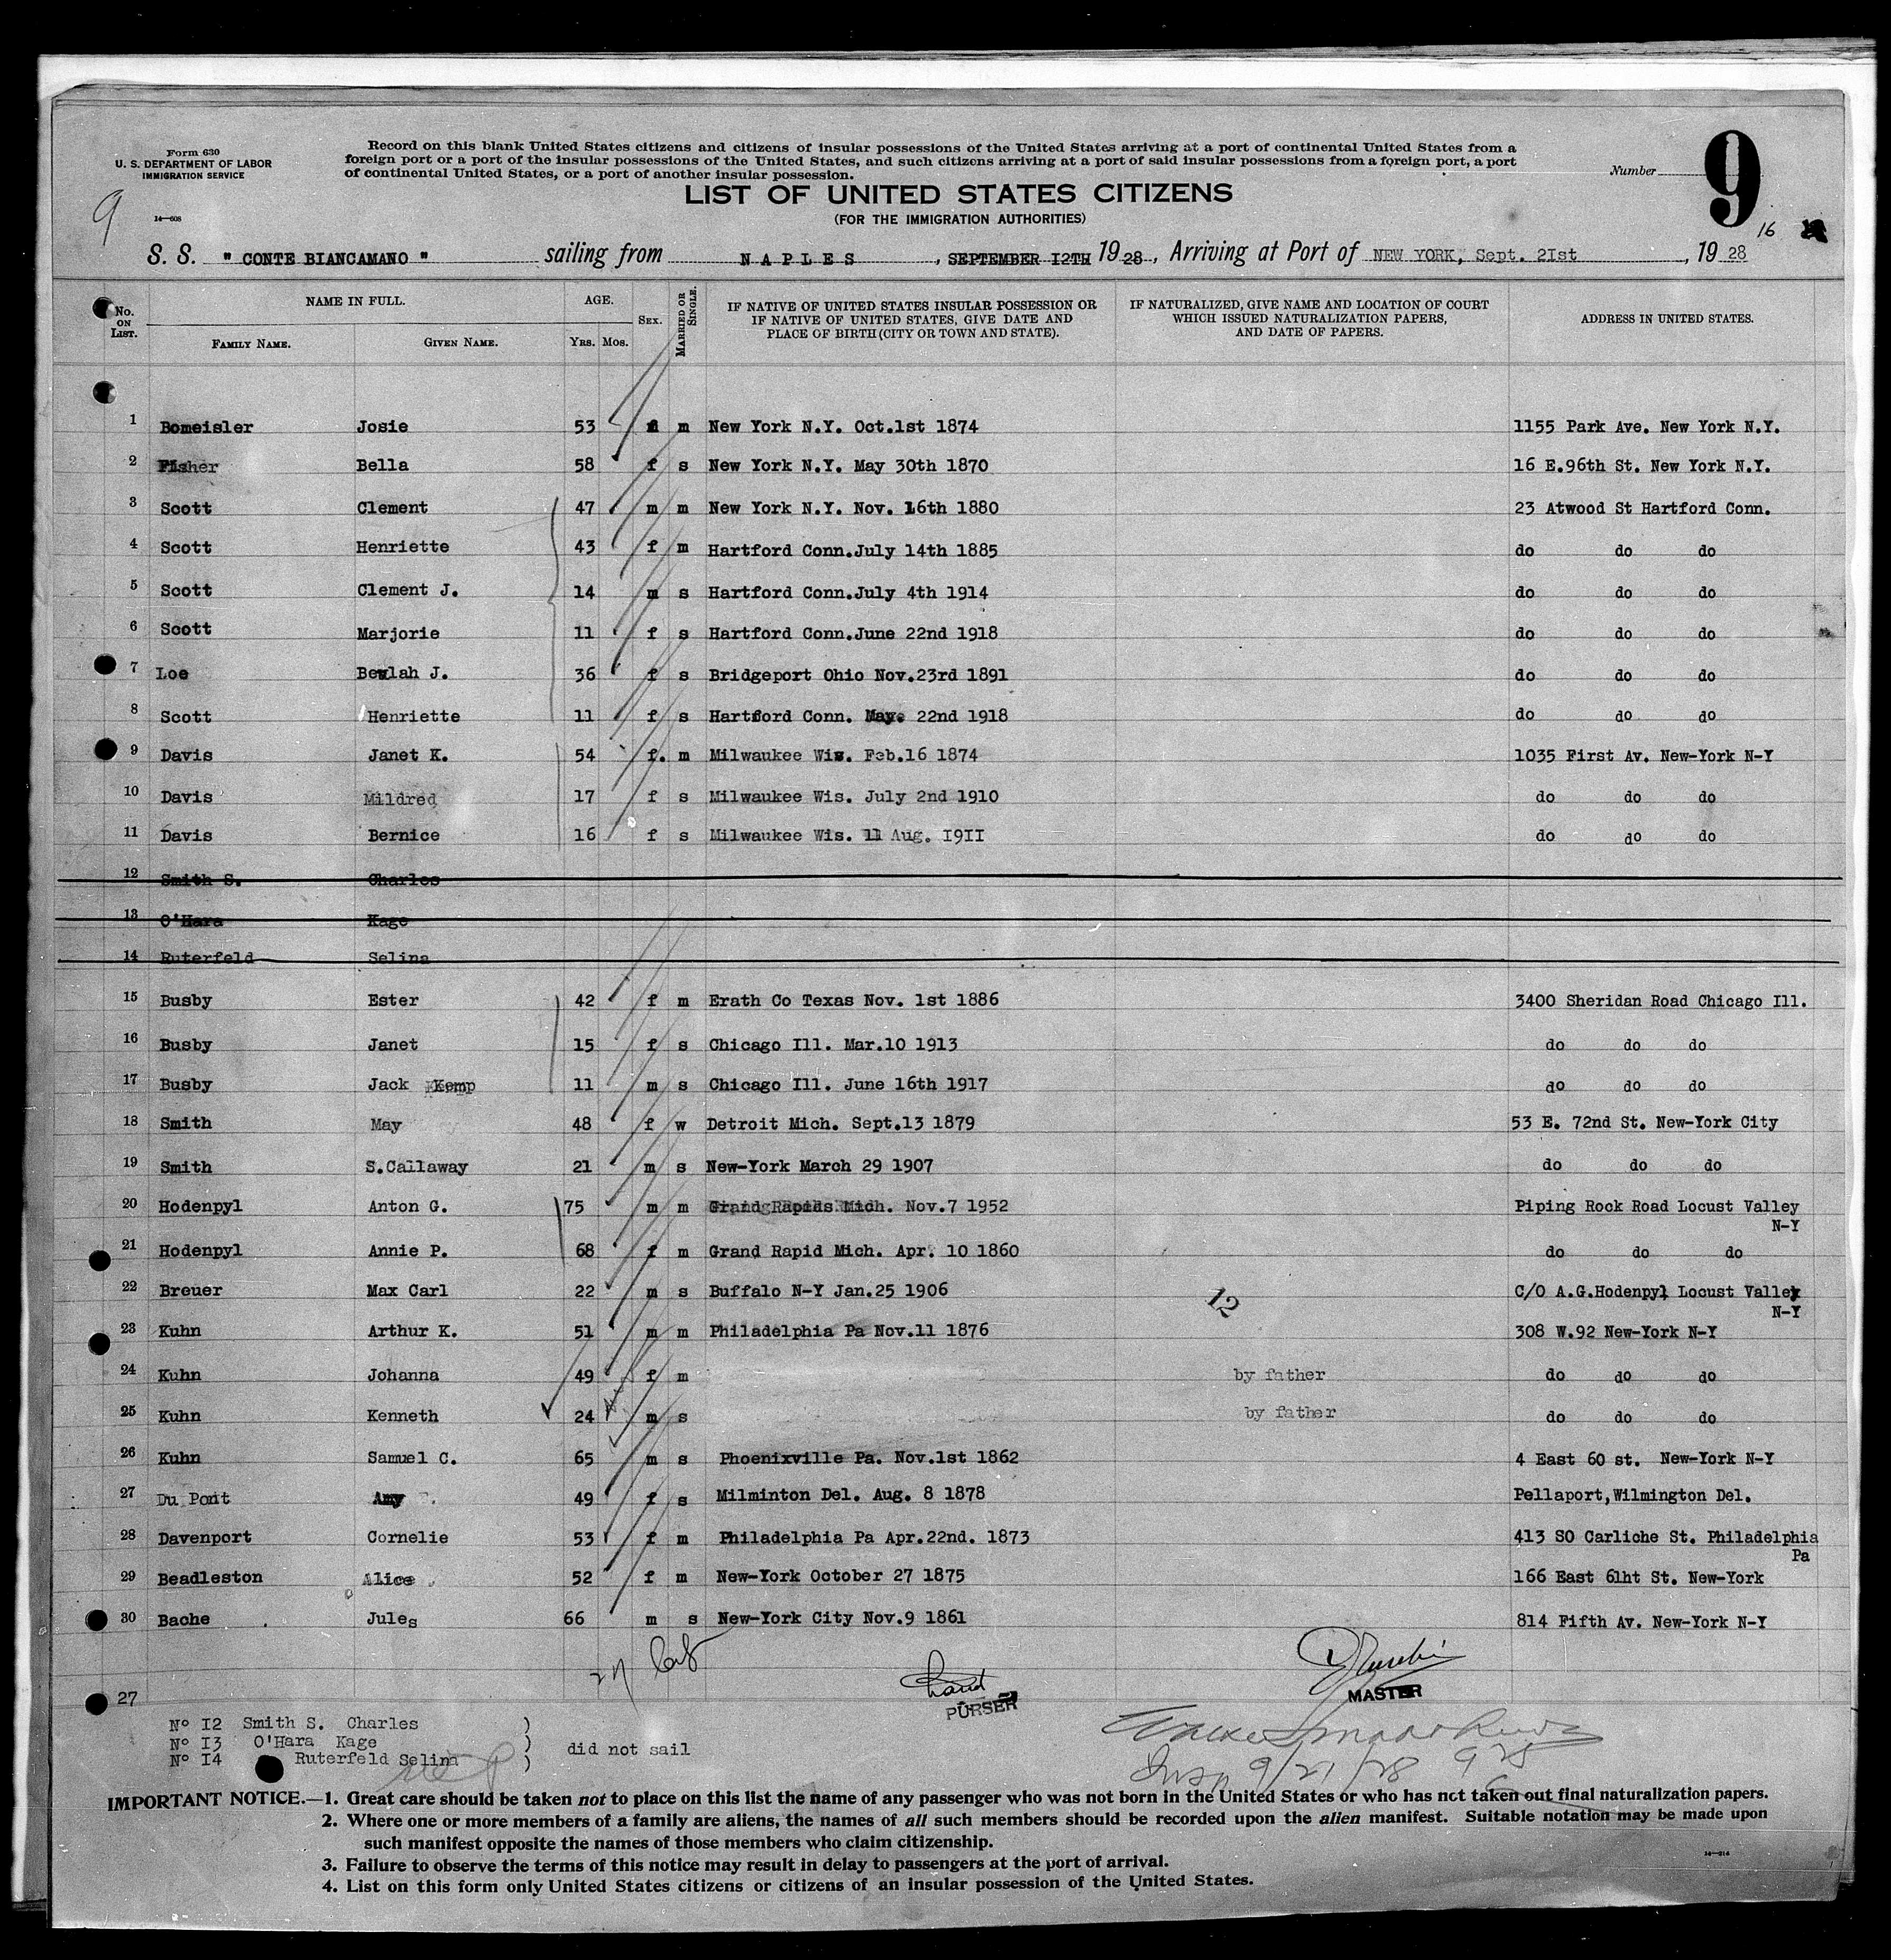 Form 630
U. S. DEPARTMENT OF LABOR
IMMIGRATION SERVICE
14—608
9
Record on this blank United States citizens and citizens of insular possessions of the United States arriving at a port of continental United States from a
foreign port or a port of the insular possessions of the United States, and such citizens arriving at a port of said insular possessions from a foreign port, a port
of continental United States, or a port of another insular possession.
Number 9
16
LIST OF UNITED STATES CITIZENS
(FOR THE IMMIGRATION AUTHORITIES)
S. S. " CONTE BIANCAMANO " sailing from N A P L E S , SEPTEMBER I2TH 1928, Arriving at Port of NEW YORK, Sept. 2Ist , 1928
No. ON LIST. NAME IN FULL. AGE. SEX. MARRIED OR SINGLE. IF NATIVE OF UNITED STATES INSULAR POSSESSION OR IF NATIVE OF UNITED STATES, GIVE DATE AND PLACE OF BIRTH (CITY OR TOWN AND STATE). IF NATURALIZED, GIVE NAME AND LOCATION OF COURT WHICH ISSUED NATURALIZATION PAPERS, AND DATE OF PAPERS. ADDRESS IN UNITED STATES.
FAMILY NAME. GIVEN NAME. YRS. MOS.
1 Bomeisler Josie 53 f m New York N.Y. Oct.1st 1874 1155 Park Ave. New York N.Y.
2 Fisher Bella 58 f s New York N.Y. May 30th 1870 16 E.96th St. New York N.Y.
3 Scott Clement 47 m m New York N.Y. Nov. 16th 1880 23 Atwood St Hartford Conn.
4 Scott Henriette 43 f m Hartford Conn.July 14th 1885 do do do
5 Scott Clement J. 14 m s Hartford Conn.July 4th 1914 do do do
6 Scott Marjorie 11 f s Hartford Conn.June 22nd 1918 do do do
7 Loe Beulah J. 36 f s Bridgeport Ohio Nov.23rd 1891 do do do
8 Scott Henriette 11 f s Hartford Conn. May. 22nd 1918 do do do
9 Davis Janet K. 54 f. m Milwaukee Wis. Feb.16 1874 1035 First Av. New-York N-Y
10 Davis Mildred 17 f s Milwaukee Wis. July 2nd 1910 do do do
11 Davis Bernice 16 f s Milwaukee Wis. 11 Aug. I9II do do do
12 Smith S. Charles
13 O'Hara Kage
14 Ruterfeld Selina
15 Busby Ester 42 f m Erath Co Texas Nov. 1st 1886 3400 Sheridan Road Chicago Ill.
16 Busby Janet 15 f s Chicago Ill. Mar.10 1913 do do do
17 Busby Jack Kemp 11 m s Chicago Ill. June 16th 1917 do do do
18 Smith May 48 f w Detroit Mich. Sept.13 1879 53 E. 72nd St. New-York City
19 Smith S.Callaway 21 m s New-York March 29 1907 do do do
20 Hodenpyl Anton G. 75 m m Grand Rapids Mich. Nov.7 1952 Piping Rock Road Locust Valley
N-Y
21 Hodenpyl Annie P. 68 f m Grand Rapid Mich. Apr. 10 1860 do do do
22 Breuer Max Carl 22 m s Buffalo N-Y Jan.25 1906 12 C/O A.G.Hodenpyl Locust Valley
N-Y
23 Kuhn Arthur K. 51 m m Philadelphia Pa Nov.11 1876 308 W.92 New-York N-Y
24 Kuhn Johanna 49 f m by father do do do
25 Kuhn Kenneth 24 m s by father do do do
26 Kuhn Samuel C. 65 m s Phoenixville Pa. Nov.1st 1862 4 East 60 st. New-York N-Y
27 Du Pont Amy 49 f s Milminton Del. Aug. 8 1878 Pellaport,Wilmington Del.
28 Davenport Cornelie 53 f m Philadelphia Pa Apr.22nd. 1873 413 SO Carliche St. Philadelphia
Pa
29 Beadleston Alice 52 f m New-York October 27 1875 166 East 61ht St. New-York
30 Bache Jules 66 m s New-York City Nov.9 1861 814 Fifth Av. New-York N-Y
27
PURSER
MASTER
27
Nº I2 Smith S. Charles )
Nº I3 O'Hara Kage ) did not sail
Nº I4 Ruterfeld Selina )
9/21/28
IMPORTANT NOTICE.—1. Great care should be taken not to place on this list the name of any passenger who was not born in the United States or who has not taken out final naturalization papers.
2. Where one or more members of a family are aliens, the names of all such members should be recorded upon the alien manifest. Suitable notation may be made upon
such manifest opposite the names of those members who claim citizenship.
3. Failure to observe the terms of this notice may result in delay to passengers at the port of arrival.
4. List on this form only United States citizens or citizens of an insular possession of the United States.
14—214